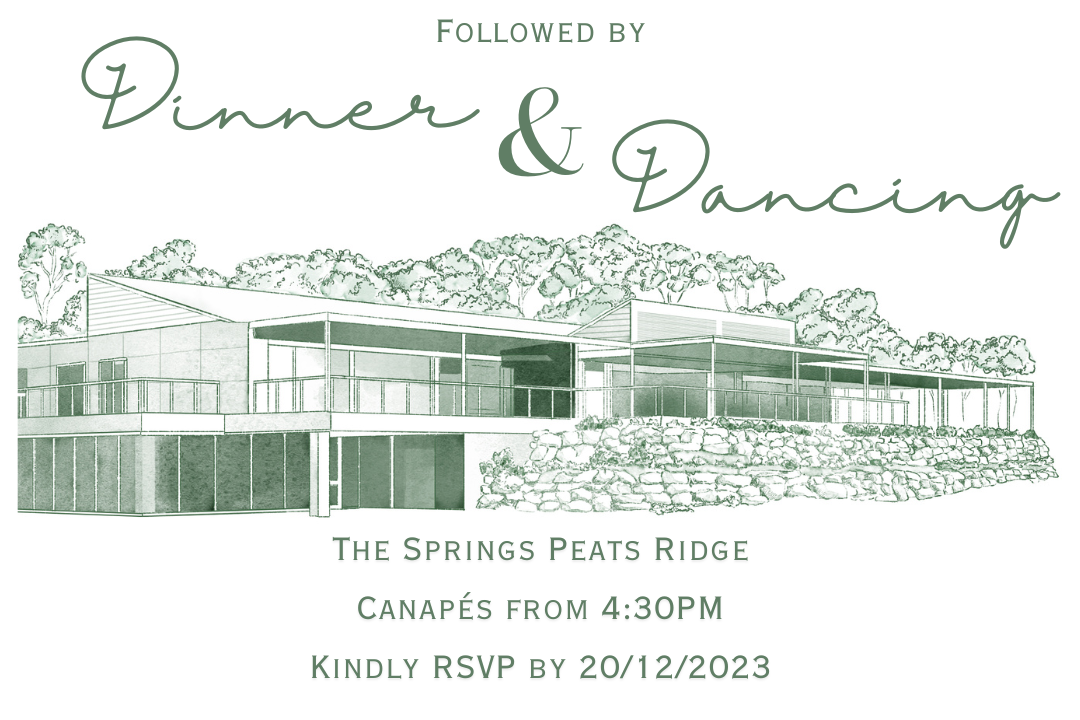 Followed by
Dinner & Dancing
The Springs Peats Ridge
Canapés from 4:30PM
Kindly RSVP by 20/12/2023